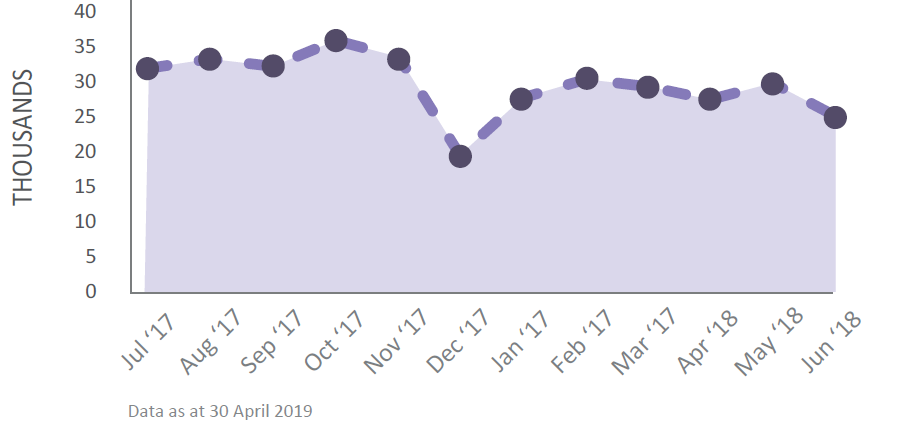 40
35
30
25
20
15
10
5
0
THOUSANDS
Jul ‘17
Aug ‘17
Sep ‘17
Oct ‘17
Nov ‘17
Dec ‘17
Jan ‘17
Feb ‘17
Mar ‘17
Apr ‘18
May ‘18
Jun ‘18
Data as at 30 April 2019